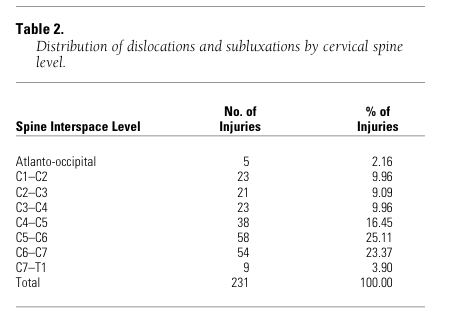 Table 2.
Distribution of dislocations and subluxations by cervical spine
level.
No. of % of
Spine Interspace Level Injuries Injuries
Atlanto-occipital 5 2.16
C1–C2 23 9.96
C2–C3 21 9.09
C3–C4 23 9.96
C4–C5 38 16.45
C5–C6 58 25.11
C6–C7 54 23.37
C7–T1 9 3.90
Total 231 100.00